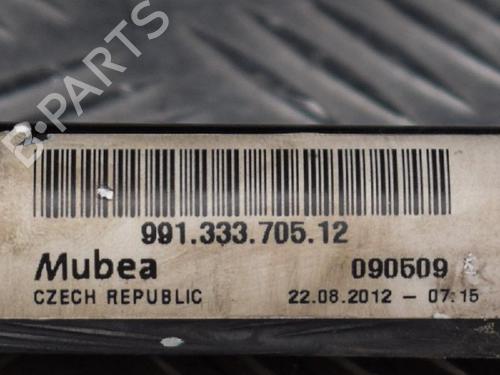 B-PARTS
991.333.705.12
Mubea
090509
CZECH REPUBLIC
22.08.2012 - 07:15